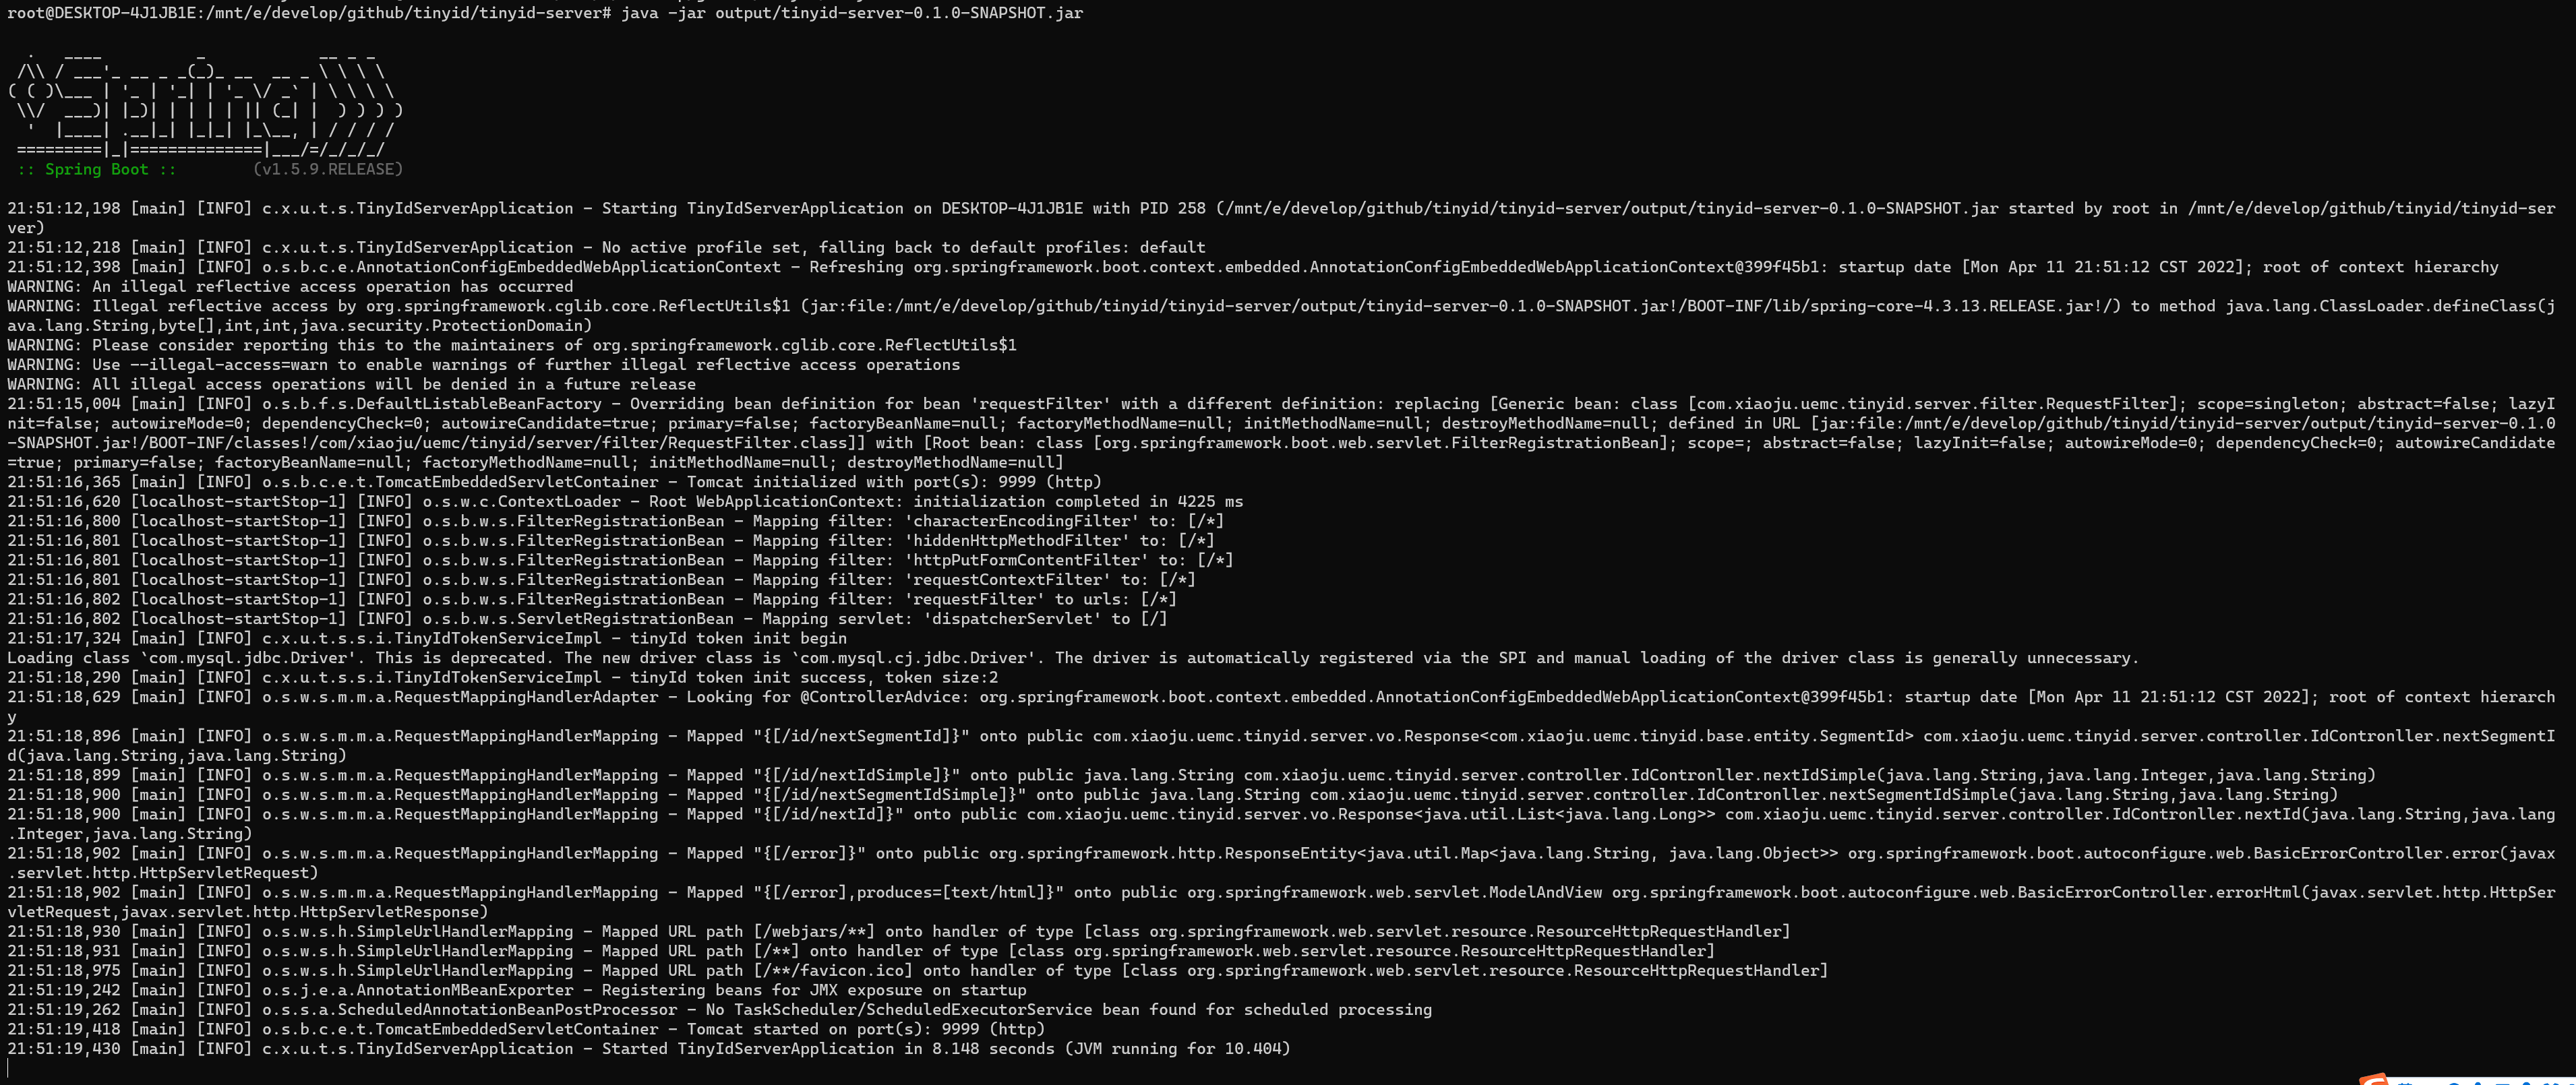 root@DESKTOP-4J1JB1E:/mnt/e/develop/github/tinyid/tinyid-server# java -jar output/tinyid-server-0.1.0-SNAPSHOT.jar
  .   ____          _            __ _ _
 /\\ / ___'_ __ _ _(_)_ __  __ _ \ \ \ \
( ( )\___ | '_ | '_| | '_ \/ _` | \ \ \ \
 \\/  ___)| |_)| | | | | || (_| |  ) ) ) )
  '  |____| .__|_| |_|_| |_\__, | / / / /
 =========|_|==============|___/=/_/_/_/
 :: Spring Boot ::        (v1.5.9.RELEASE)
21:51:12,198 [main] [INFO] c.x.u.t.s.TinyIdServerApplication - Starting TinyIdServerApplication on DESKTOP-4J1JB1E with PID 258 (/mnt/e/develop/github/tinyid/tinyid-server/output/tinyid-server-0.1.0-SNAPSHOT.jar started by root in /mnt/e/develop/github/tinyid/tinyid-ser
ver)
21:51:12,218 [main] [INFO] c.x.u.t.s.TinyIdServerApplication - No active profile set, falling back to default profiles: default
21:51:12,398 [main] [INFO] o.s.b.c.e.AnnotationConfigEmbeddedWebApplicationContext - Refreshing org.springframework.boot.context.embedded.AnnotationConfigEmbeddedWebApplicationContext@399f45b1: startup date [Mon Apr 11 21:51:12 CST 2022]; root of context hierarchy
WARNING: An illegal reflective access operation has occurred
WARNING: Illegal reflective access by org.springframework.cglib.core.ReflectUtils$1 (jar:file:/mnt/e/develop/github/tinyid/tinyid-server/output/tinyid-server-0.1.0-SNAPSHOT.jar!/BOOT-INF/lib/spring-core-4.3.13.RELEASE.jar!/) to method java.lang.ClassLoader.defineClass(j
ava.lang.String,byte[],int,int,java.security.ProtectionDomain)
WARNING: Please consider reporting this to the maintainers of org.springframework.cglib.core.ReflectUtils$1
WARNING: Use --illegal-access=warn to enable warnings of further illegal reflective access operations
WARNING: All illegal access operations will be denied in a future release
21:51:15,004 [main] [INFO] o.s.b.f.s.DefaultListableBeanFactory - Overriding bean definition for bean 'requestFilter' with a different definition: replacing [Generic bean: class [com.xiaoju.uemc.tinyid.server.filter.RequestFilter]; scope=singleton; abstract=false; lazyI
nit=false; autowireMode=0; dependencyCheck=0; autowireCandidate=true; primary=false; factoryBeanName=null; factoryMethodName=null; initMethodName=null; destroyMethodName=null; defined in URL [jar:file:/mnt/e/develop/github/tinyid/tinyid-server/output/tinyid-server-0.1.0
-SNAPSHOT.jar!/BOOT-INF/classes!/com/xiaoju/uemc/tinyid/server/filter/RequestFilter.class]] with [Root bean: class [org.springframework.boot.web.servlet.FilterRegistrationBean]; scope=; abstract=false; lazyInit=false; autowireMode=0; dependencyCheck=0; autowireCandidate
=true; primary=false; factoryBeanName=null; factoryMethodName=null; initMethodName=null; destroyMethodName=null]
21:51:16,365 [main] [INFO] o.s.b.c.e.t.TomcatEmbeddedServletContainer - Tomcat initialized with port(s): 9999 (http)
21:51:16,620 [localhost-startStop-1] [INFO] o.s.w.c.ContextLoader - Root WebApplicationContext: initialization completed in 4225 ms
21:51:16,800 [localhost-startStop-1] [INFO] o.s.b.w.s.FilterRegistrationBean - Mapping filter: 'characterEncodingFilter' to: [/*]
21:51:16,801 [localhost-startStop-1] [INFO] o.s.b.w.s.FilterRegistrationBean - Mapping filter: 'hiddenHttpMethodFilter' to: [/*]
21:51:16,801 [localhost-startStop-1] [INFO] o.s.b.w.s.FilterRegistrationBean - Mapping filter: 'httpPutFormContentFilter' to: [/*]
21:51:16,801 [localhost-startStop-1] [INFO] o.s.b.w.s.FilterRegistrationBean - Mapping filter: 'requestContextFilter' to: [/*]
21:51:16,802 [localhost-startStop-1] [INFO] o.s.b.w.s.FilterRegistrationBean - Mapping filter: 'requestFilter' to urls: [/*]
21:51:16,802 [localhost-startStop-1] [INFO] o.s.b.w.s.ServletRegistrationBean - Mapping servlet: 'dispatcherServlet' to [/]
21:51:17,324 [main] [INFO] c.x.u.t.s.s.i.TinyIdTokenServiceImpl - tinyId token init begin
Loading class `com.mysql.jdbc.Driver'. This is deprecated. The new driver class is `com.mysql.cj.jdbc.Driver'. The driver is automatically registered via the SPI and manual loading of the driver class is generally unnecessary.
21:51:18,290 [main] [INFO] c.x.u.t.s.s.i.TinyIdTokenServiceImpl - tinyId token init success, token size:2
21:51:18,629 [main] [INFO] o.s.w.s.m.m.a.RequestMappingHandlerAdapter - Looking for @ControllerAdvice: org.springframework.boot.context.embedded.AnnotationConfigEmbeddedWebApplicationContext@399f45b1: startup date [Mon Apr 11 21:51:12 CST 2022]; root of context hierarch
y
21:51:18,896 [main] [INFO] o.s.w.s.m.m.a.RequestMappingHandlerMapping - Mapped "{[/id/nextSegmentId]}" onto public com.xiaoju.uemc.tinyid.server.vo.Response<com.xiaoju.uemc.tinyid.base.entity.SegmentId> com.xiaoju.uemc.tinyid.server.controller.IdContronller.nextSegmentI
d(java.lang.String,java.lang.String)
21:51:18,899 [main] [INFO] o.s.w.s.m.m.a.RequestMappingHandlerMapping - Mapped "{[/id/nextIdSimple]}" onto public java.lang.String com.xiaoju.uemc.tinyid.server.controller.IdContronller.nextIdSimple(java.lang.String,java.lang.Integer,java.lang.String)
21:51:18,900 [main] [INFO] o.s.w.s.m.m.a.RequestMappingHandlerMapping - Mapped "{[/id/nextSegmentIdSimple]}" onto public java.lang.String com.xiaoju.uemc.tinyid.server.controller.IdContronller.nextSegmentIdSimple(java.lang.String,java.lang.String)
21:51:18,900 [main] [INFO] o.s.w.s.m.m.a.RequestMappingHandlerMapping - Mapped "{[/id/nextId]}" onto public com.xiaoju.uemc.tinyid.server.vo.Response<java.util.List<java.lang.Long>> com.xiaoju.uemc.tinyid.server.controller.IdContronller.nextId(java.lang.String,java.lang
.Integer,java.lang.String)
21:51:18,902 [main] [INFO] o.s.w.s.m.m.a.RequestMappingHandlerMapping - Mapped "{[/error]}" onto public org.springframework.http.ResponseEntity<java.util.Map<java.lang.String, java.lang.Object>> org.springframework.boot.autoconfigure.web.BasicErrorController.error(javax
.servlet.http.HttpServletRequest)
21:51:18,902 [main] [INFO] o.s.w.s.m.m.a.RequestMappingHandlerMapping - Mapped "{[/error],produces=[text/html]}" onto public org.springframework.web.servlet.ModelAndView org.springframework.boot.autoconfigure.web.BasicErrorController.errorHtml(javax.servlet.http.HttpSer
vletRequest,javax.servlet.http.HttpServletResponse)
21:51:18,930 [main] [INFO] o.s.w.s.h.SimpleUrlHandlerMapping - Mapped URL path [/webjars/**] onto handler of type [class org.springframework.web.servlet.resource.ResourceHttpRequestHandler]
21:51:18,931 [main] [INFO] o.s.w.s.h.SimpleUrlHandlerMapping - Mapped URL path [/**] onto handler of type [class org.springframework.web.servlet.resource.ResourceHttpRequestHandler]
21:51:18,975 [main] [INFO] o.s.w.s.h.SimpleUrlHandlerMapping - Mapped URL path [/**/favicon.ico] onto handler of type [class org.springframework.web.servlet.resource.ResourceHttpRequestHandler]
21:51:19,242 [main] [INFO] o.s.j.e.a.AnnotationMBeanExporter - Registering beans for JMX exposure on startup
21:51:19,262 [main] [INFO] o.s.s.a.ScheduledAnnotationBeanPostProcessor - No TaskScheduler/ScheduledExecutorService bean found for scheduled processing
21:51:19,418 [main] [INFO] o.s.b.c.e.t.TomcatEmbeddedServletContainer - Tomcat started on port(s): 9999 (http)
21:51:19,430 [main] [INFO] c.x.u.t.s.TinyIdServerApplication - Started TinyIdServerApplication in 8.148 seconds (JVM running for 10.404)